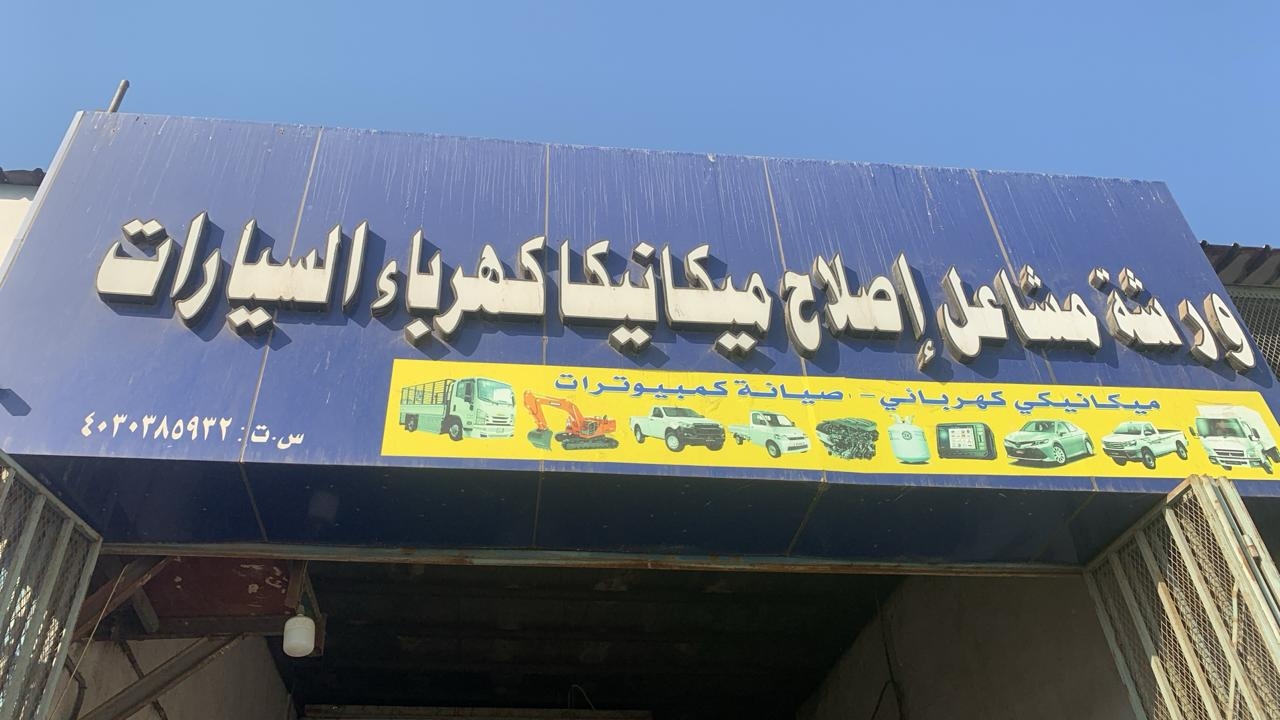 ورشة مشاعل إصلاح ميكانيكا كهرباء السيارات
ميكانيكي كهربائي - صيانة كمبيوترات
س.ت: ٤٠٣٠٣٨٥٩٣٢